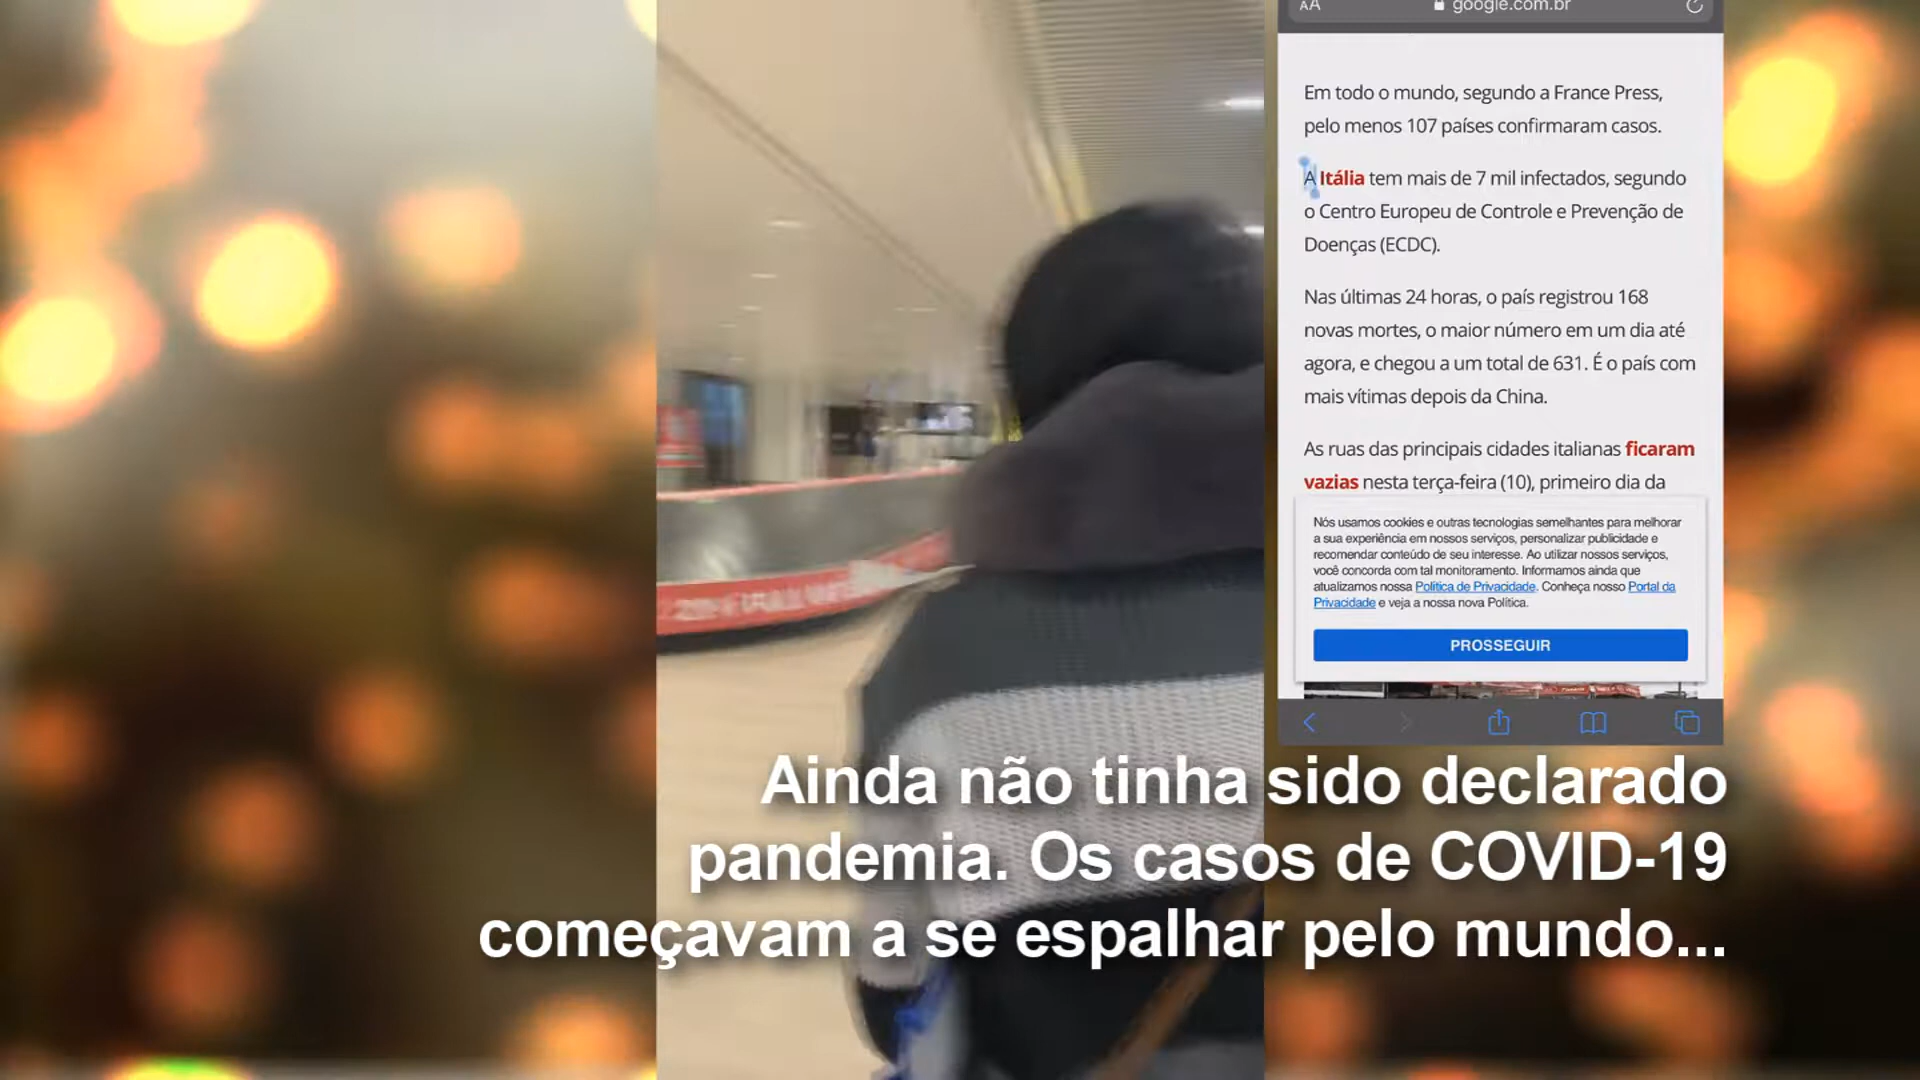 AA
google.com.br
Em todo o mundo, segundo a France Press,
pelo menos 107 países confirmaram casos.
A Itália tem mais de 7 mil infectados, segundo
o Centro Europeu de Controle e Prevenção de
Doenças (ECDC).
Nas últimas 24 horas, o país registrou 168
novas mortes, o maior número em um dia até
agora, e chegou a um total de 631. É o país com
mais vítimas depois da China.
As ruas das principais cidades italianas ficaram
vazias nesta terça-feira (10), primeiro dia da
Nós usamos cookies e outras tecnologias semelhantes para melhorar
a sua experiência em nossos serviços, personalizar publicidade e
recomendar conteúdo de seu interesse. Ao utilizar nossos serviços,
você concorda com tal monitoramento. Informamos ainda que
atualizamos nossa Política de Privacidade. Conheça nosso Portal da
Privacidade e veja a nossa nova Política.
PROSSEGUIR
Ainda não tinha sido declarado
pandemia. Os casos de COVID-19
começavam a se espalhar pelo mundo...